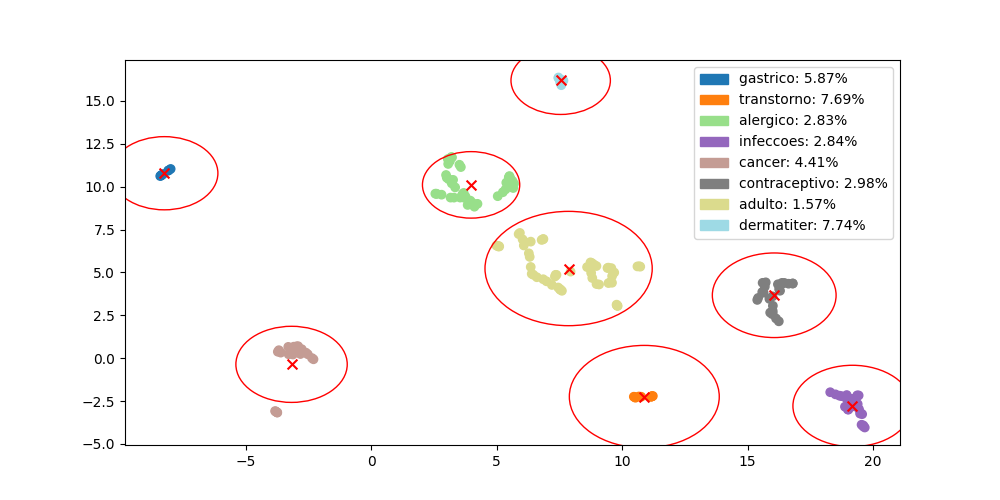 15.0
12.5
10.0
7.5
5.0
2.5
0.0
−2.5
−5.0
−5
0
5
10
15
20
gastrico: 5.87%
transtorno: 7.69%
alergico: 2.83%
infeccoes: 2.84%
cancer: 4.41%
contraceptivo: 2.98%
adulto: 1.57%
dermatiter: 7.74%